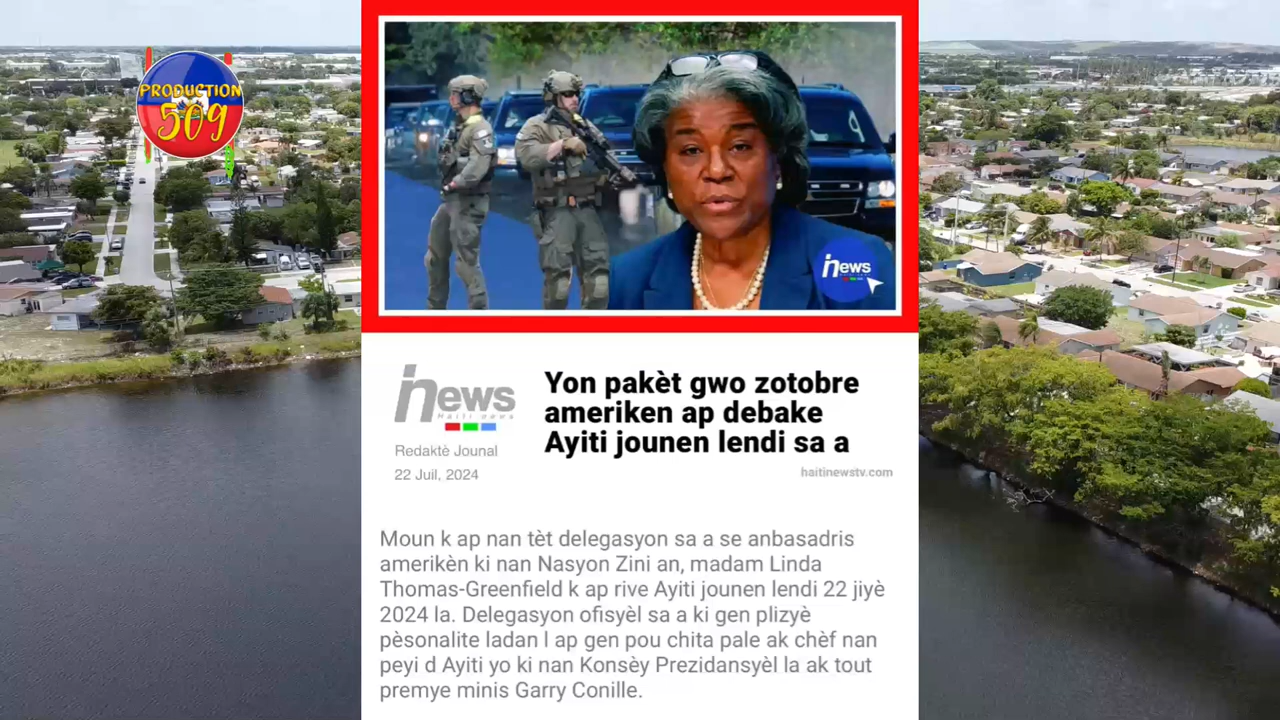 PRODUCTION
509
news
news
Haiti news
Yon pakèt gwo zotobre
ameriken ap debake
Ayiti jounen lendi sa a
Redaktè Jounal
22 Juil, 2024
haitinewstv.com
Moun k ap nan tèt delegasyon sa a se anbasadris
amerikèn ki nan Nasyon Zini an, madam Linda
Thomas-Greenfield k ap rive Ayiti jounen lendi 22 jiyè
2024 la. Delegasyon ofisyèl sa a ki gen plizyè
pèsonalite ladan l ap gen pou chita pale ak chèf nan
peyi d Ayiti yo ki nan Konsèy Prezidansyèl la ak tout
premye minis Garry Conille.